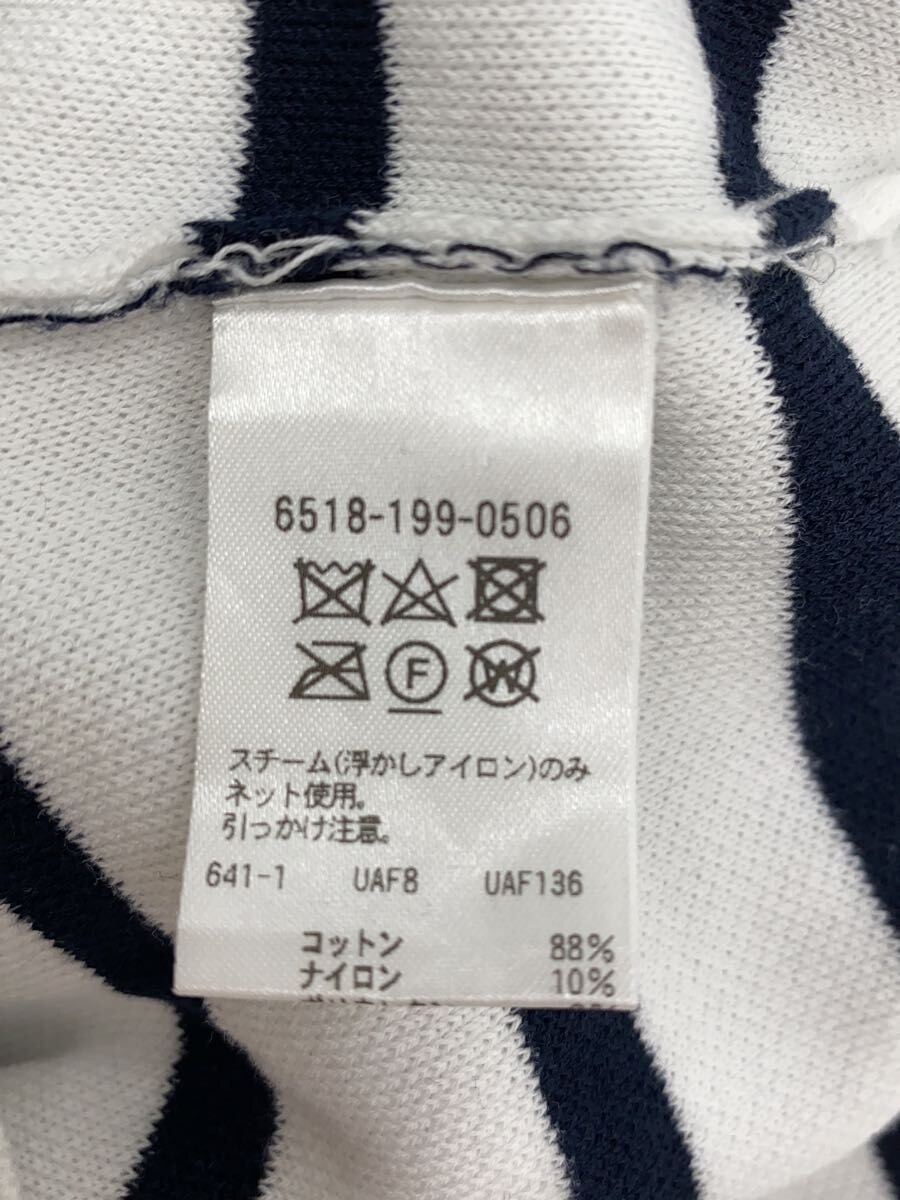 6518-199-0506
F
W
スチーム(浮かしアイロン)のみ
ネット使用。
引っかけ注意。
641-1 UAF8 UAF136
コットン 88%
ナイロン 10%